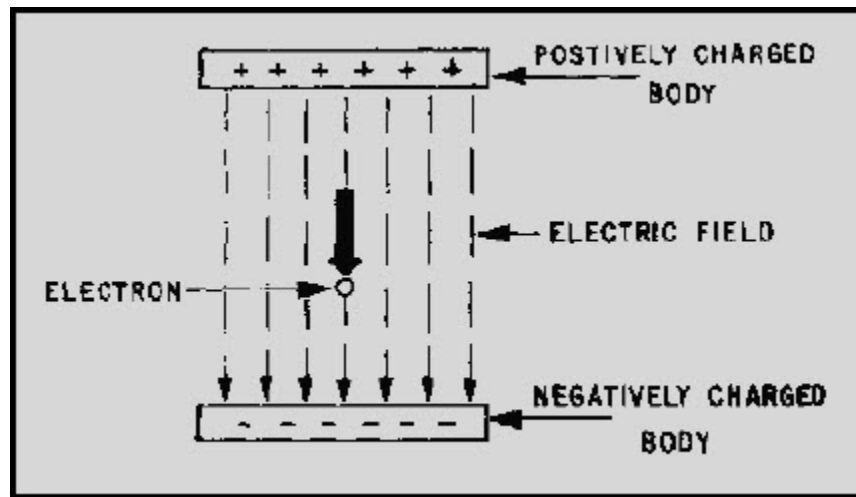 + + + + + +
POSTIVELY CHARGED
BODY
ELECTRIC FIELD
ELECTRON
NEGATIVELY CHARGED
BODY
- - - - - -